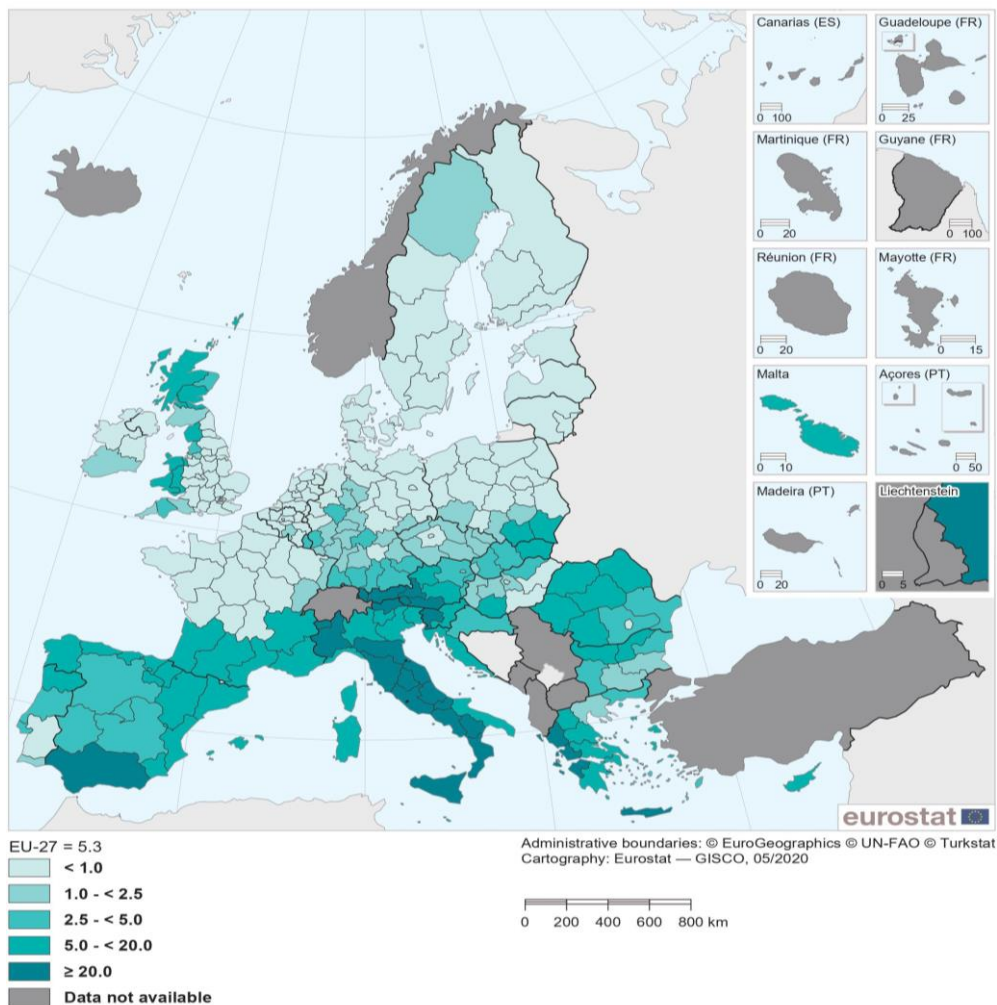 Canarias (ES)
0 100
Guadeloupe (FR)
0 25
Martinique (FR)
0 20
Guyane (FR)
0 100
Réunion (FR)
0 20
Mayotte (FR)
0 15
Malta
0 10
Açores (PT)
0 50
Madeira (PT)
0 20
Liechtenstein
0 5
eurostat
EU-27 = 5.3
< 1.0
1.0 - < 2.5
2.5 - < 5.0
5.0 - < 20.0
≥ 20.0
Data not available
Administrative boundaries: © EuroGeographics © UN-FAO © Turkstat
Cartography: Eurostat — GISCO, 05/2020
0 200 400 600 800 km